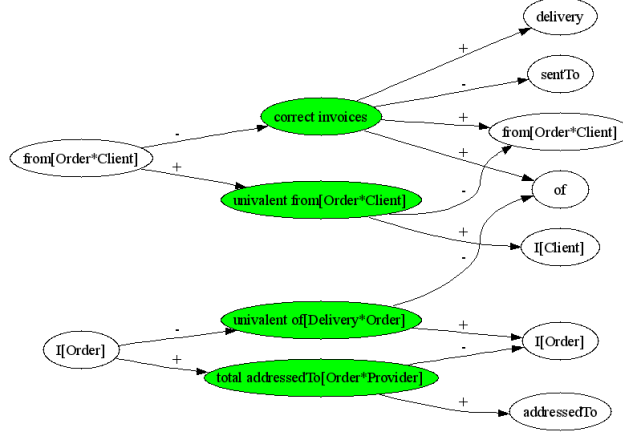 delivery
+
-
sentTo
correct invoices
+
from[Order*Client]
-
+
from[Order*Client]
+
-
of
univalent from[Order*Client]
+
I[Client]
-
univalent of[Delivery*Order]
-
+
I[Order]
I[Order]
+
-
total addressedTo[Order*Provider]
+
addressedTo